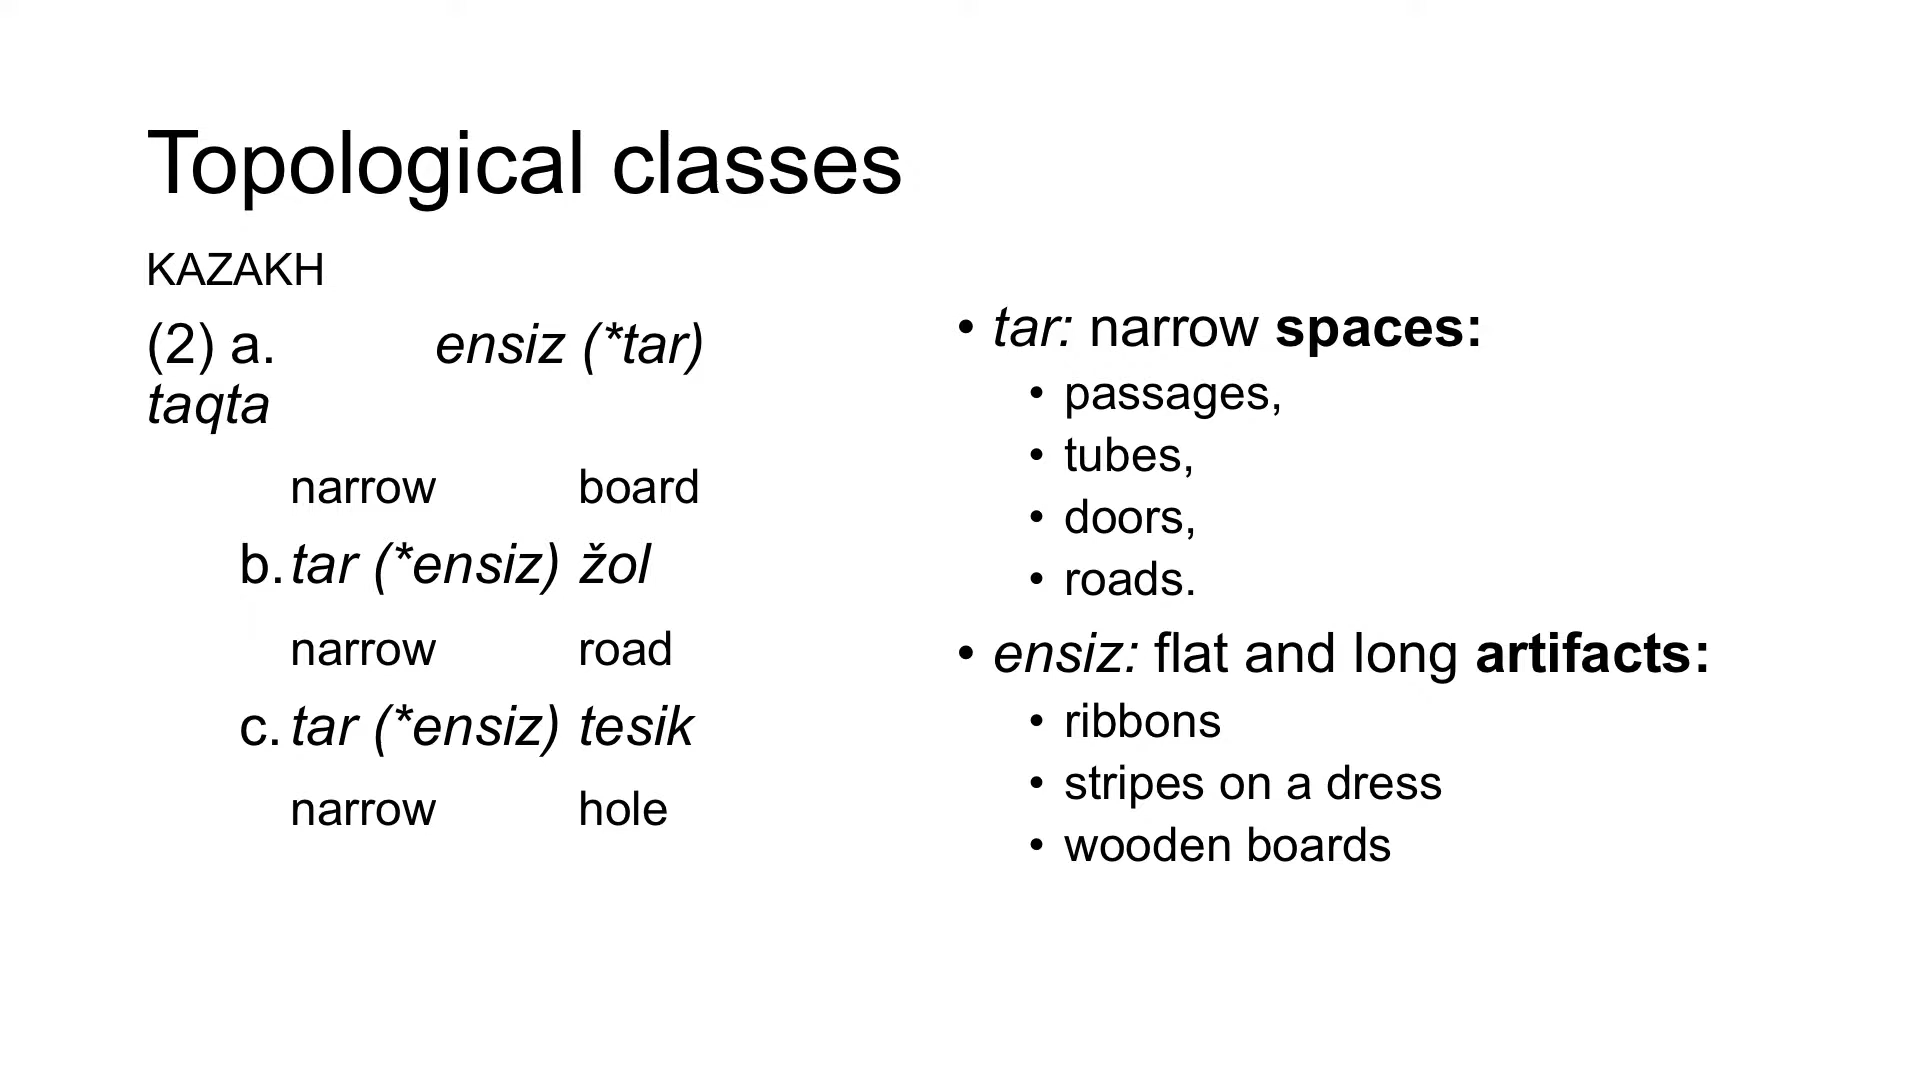 Topological classes
KAZAKH
(2) a. ensiz (*tar)
taqta
narrow board
b. tar (*ensiz) žol
narrow road
c. tar (*ensiz) tesik
narrow hole
• tar: narrow spaces:
• passages,
• tubes,
• doors,
• roads.
• ensiz: flat and long artifacts:
• ribbons
• stripes on a dress
• wooden boards